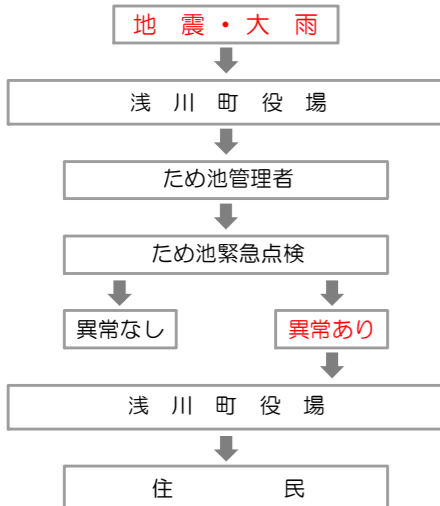 地 震・大 雨
浅 川 町 役 場
ため池管理者
ため池緊急点検
異常なし
異常あり
浅 川 町 役 場
住 民